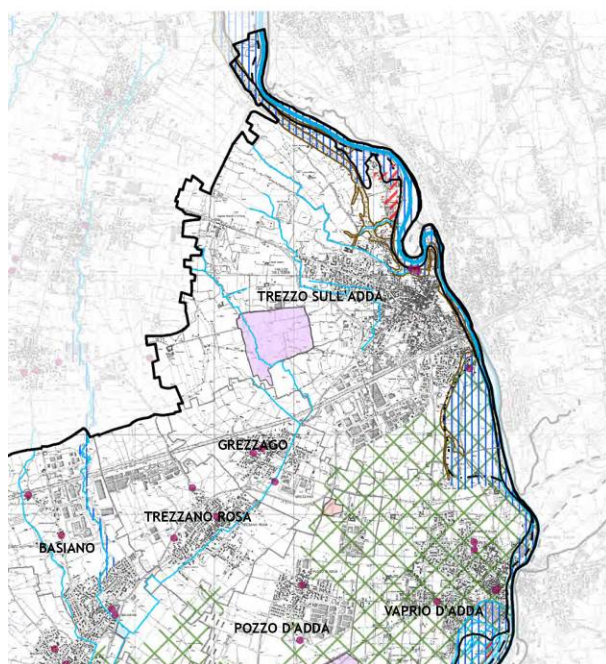 TREZZO SULL'ADDA
GREZZAGO
TREZZANO ROSA
BASIANO
VAPRIO D'ADDA
POZZO D'ADDA